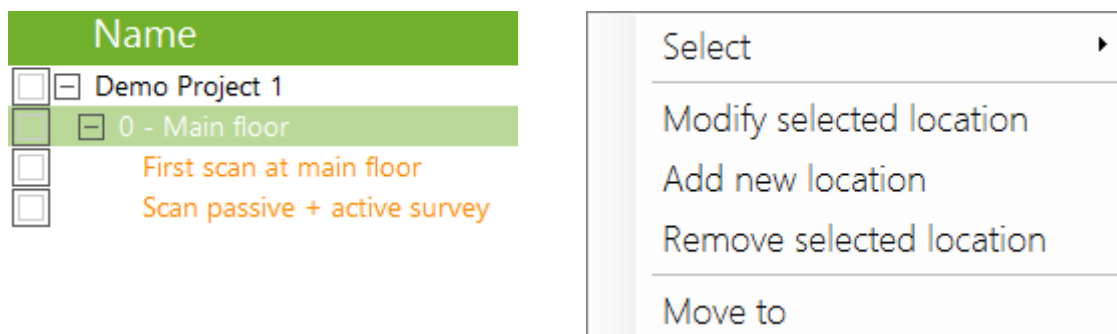 Name
Demo Project 1
0 - Main floor
First scan at main floor
Scan passive + active survey
Select
Modify selected location
Add new location
Remove selected location
Move to